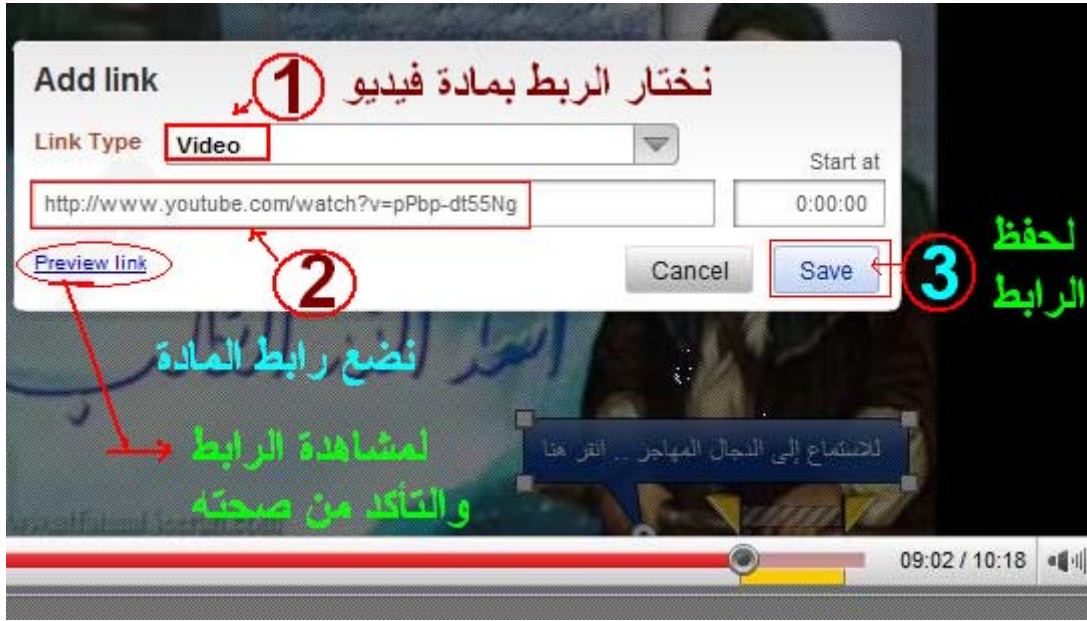 Add link
1 نختار الربط بمادة فيديو
Link Type Video
Start at
http://www.youtube.com/watch?v=pPbp-dt55Ng 0:00:00
Preview link
2
Cancel Save
3 لحفظ
الرابط
نضع رابط المادة
لمشاهدة الرابط
والتأكد من صحته
للاستماع إلى الدجال المهاجر .. انقر هنا
09:02 / 10:18